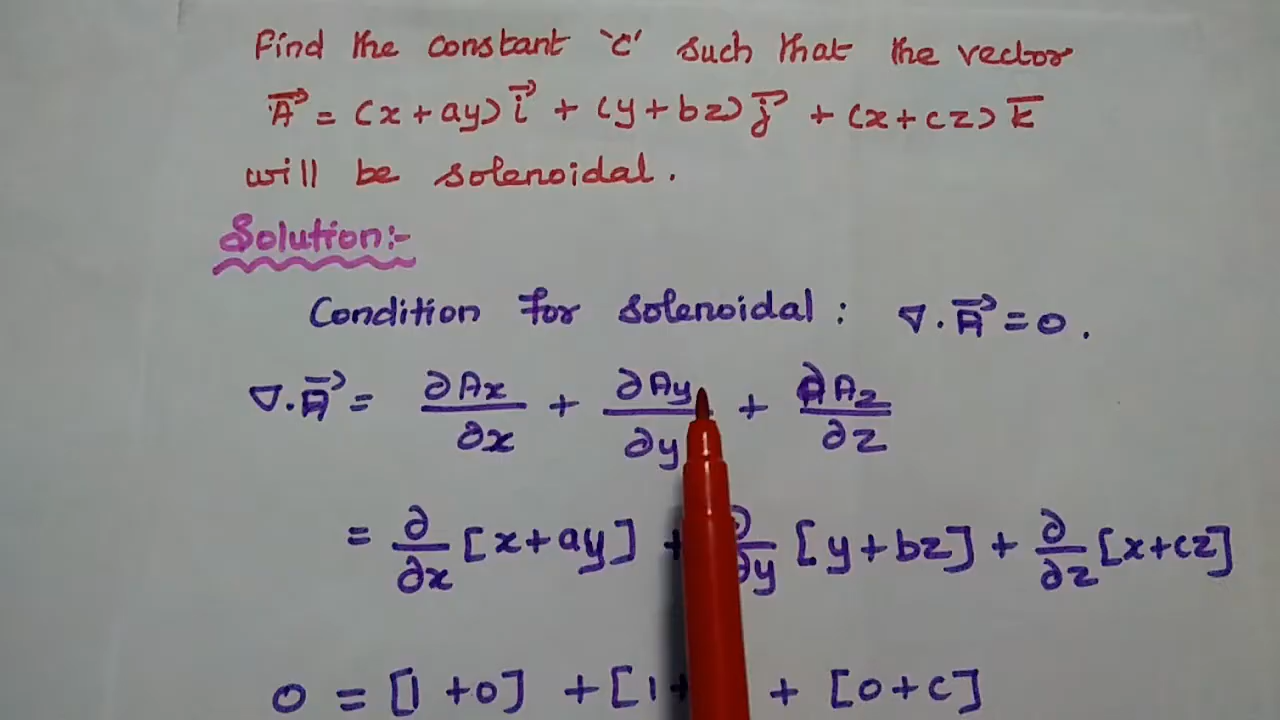 Find the constant 'c' such that the vector
A⃗ = (x+ay) i⃗ + (y+bz) j⃗ + (x+cz) k̅
will be solenoidal.
Solution:-
Condition for solenoidal : ∇. A⃗ = 0.
∇. A⃗ = ∂Ax/∂x + ∂Ay/∂y + ∂Az/∂z
= ∂/∂x [x+ay] + ∂/∂y [y+bz] + ∂/∂z [x+cz]
0 = [1+0] + [1+ + [0+c]